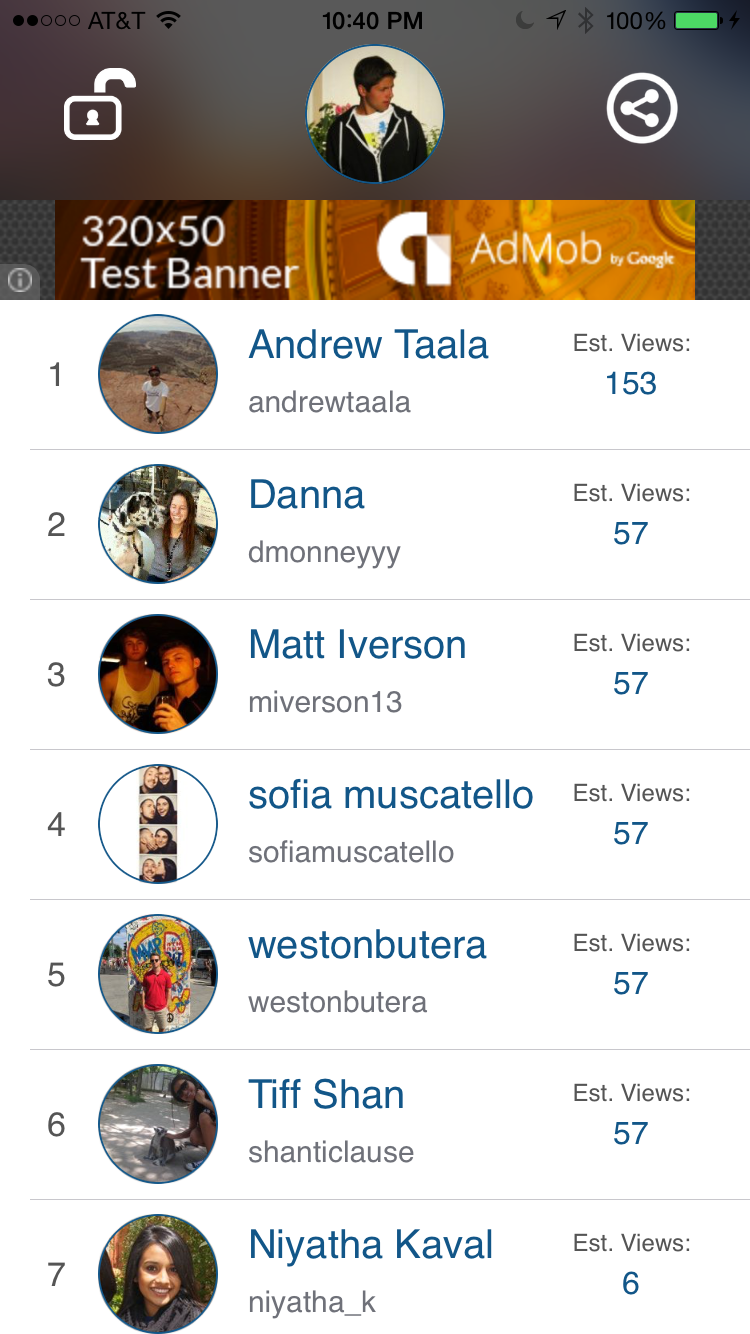 AT&T 10:40 PM 100%
320x50
Test Banner
AdMob by Google
1
Andrew Taala
andrewtaala
Est. Views:
153
2
Danna
dmonneyyy
Est. Views:
57
3
Matt Iverson
miverson13
Est. Views:
57
4
sofia muscatello
sofiamuscatello
Est. Views:
57
5
westonbutera
westonbutera
Est. Views:
57
6
Tiff Shan
shanticlause
Est. Views:
57
7
Niyatha Kaval
niyatha_k
Est. Views:
6